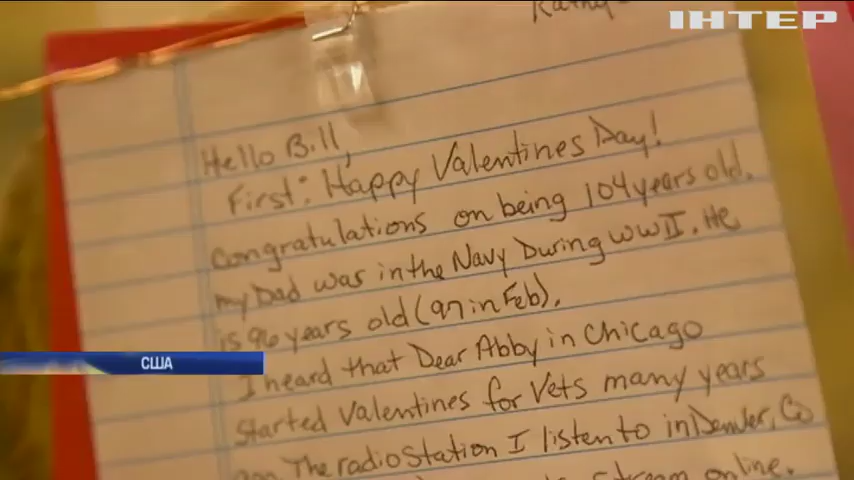 ІНТЕР
Hello Bill,
First: Happy Valentines Day!
Congratulations on being 104 years old.
my Dad was in the Navy During WWII. He
is 96 years old (97 in Feb).
I heard that Dear Abby in Chicago
Started Valentines for Vets many years
ago. The radio Station I listen to in Denver, Co
stream online.
США